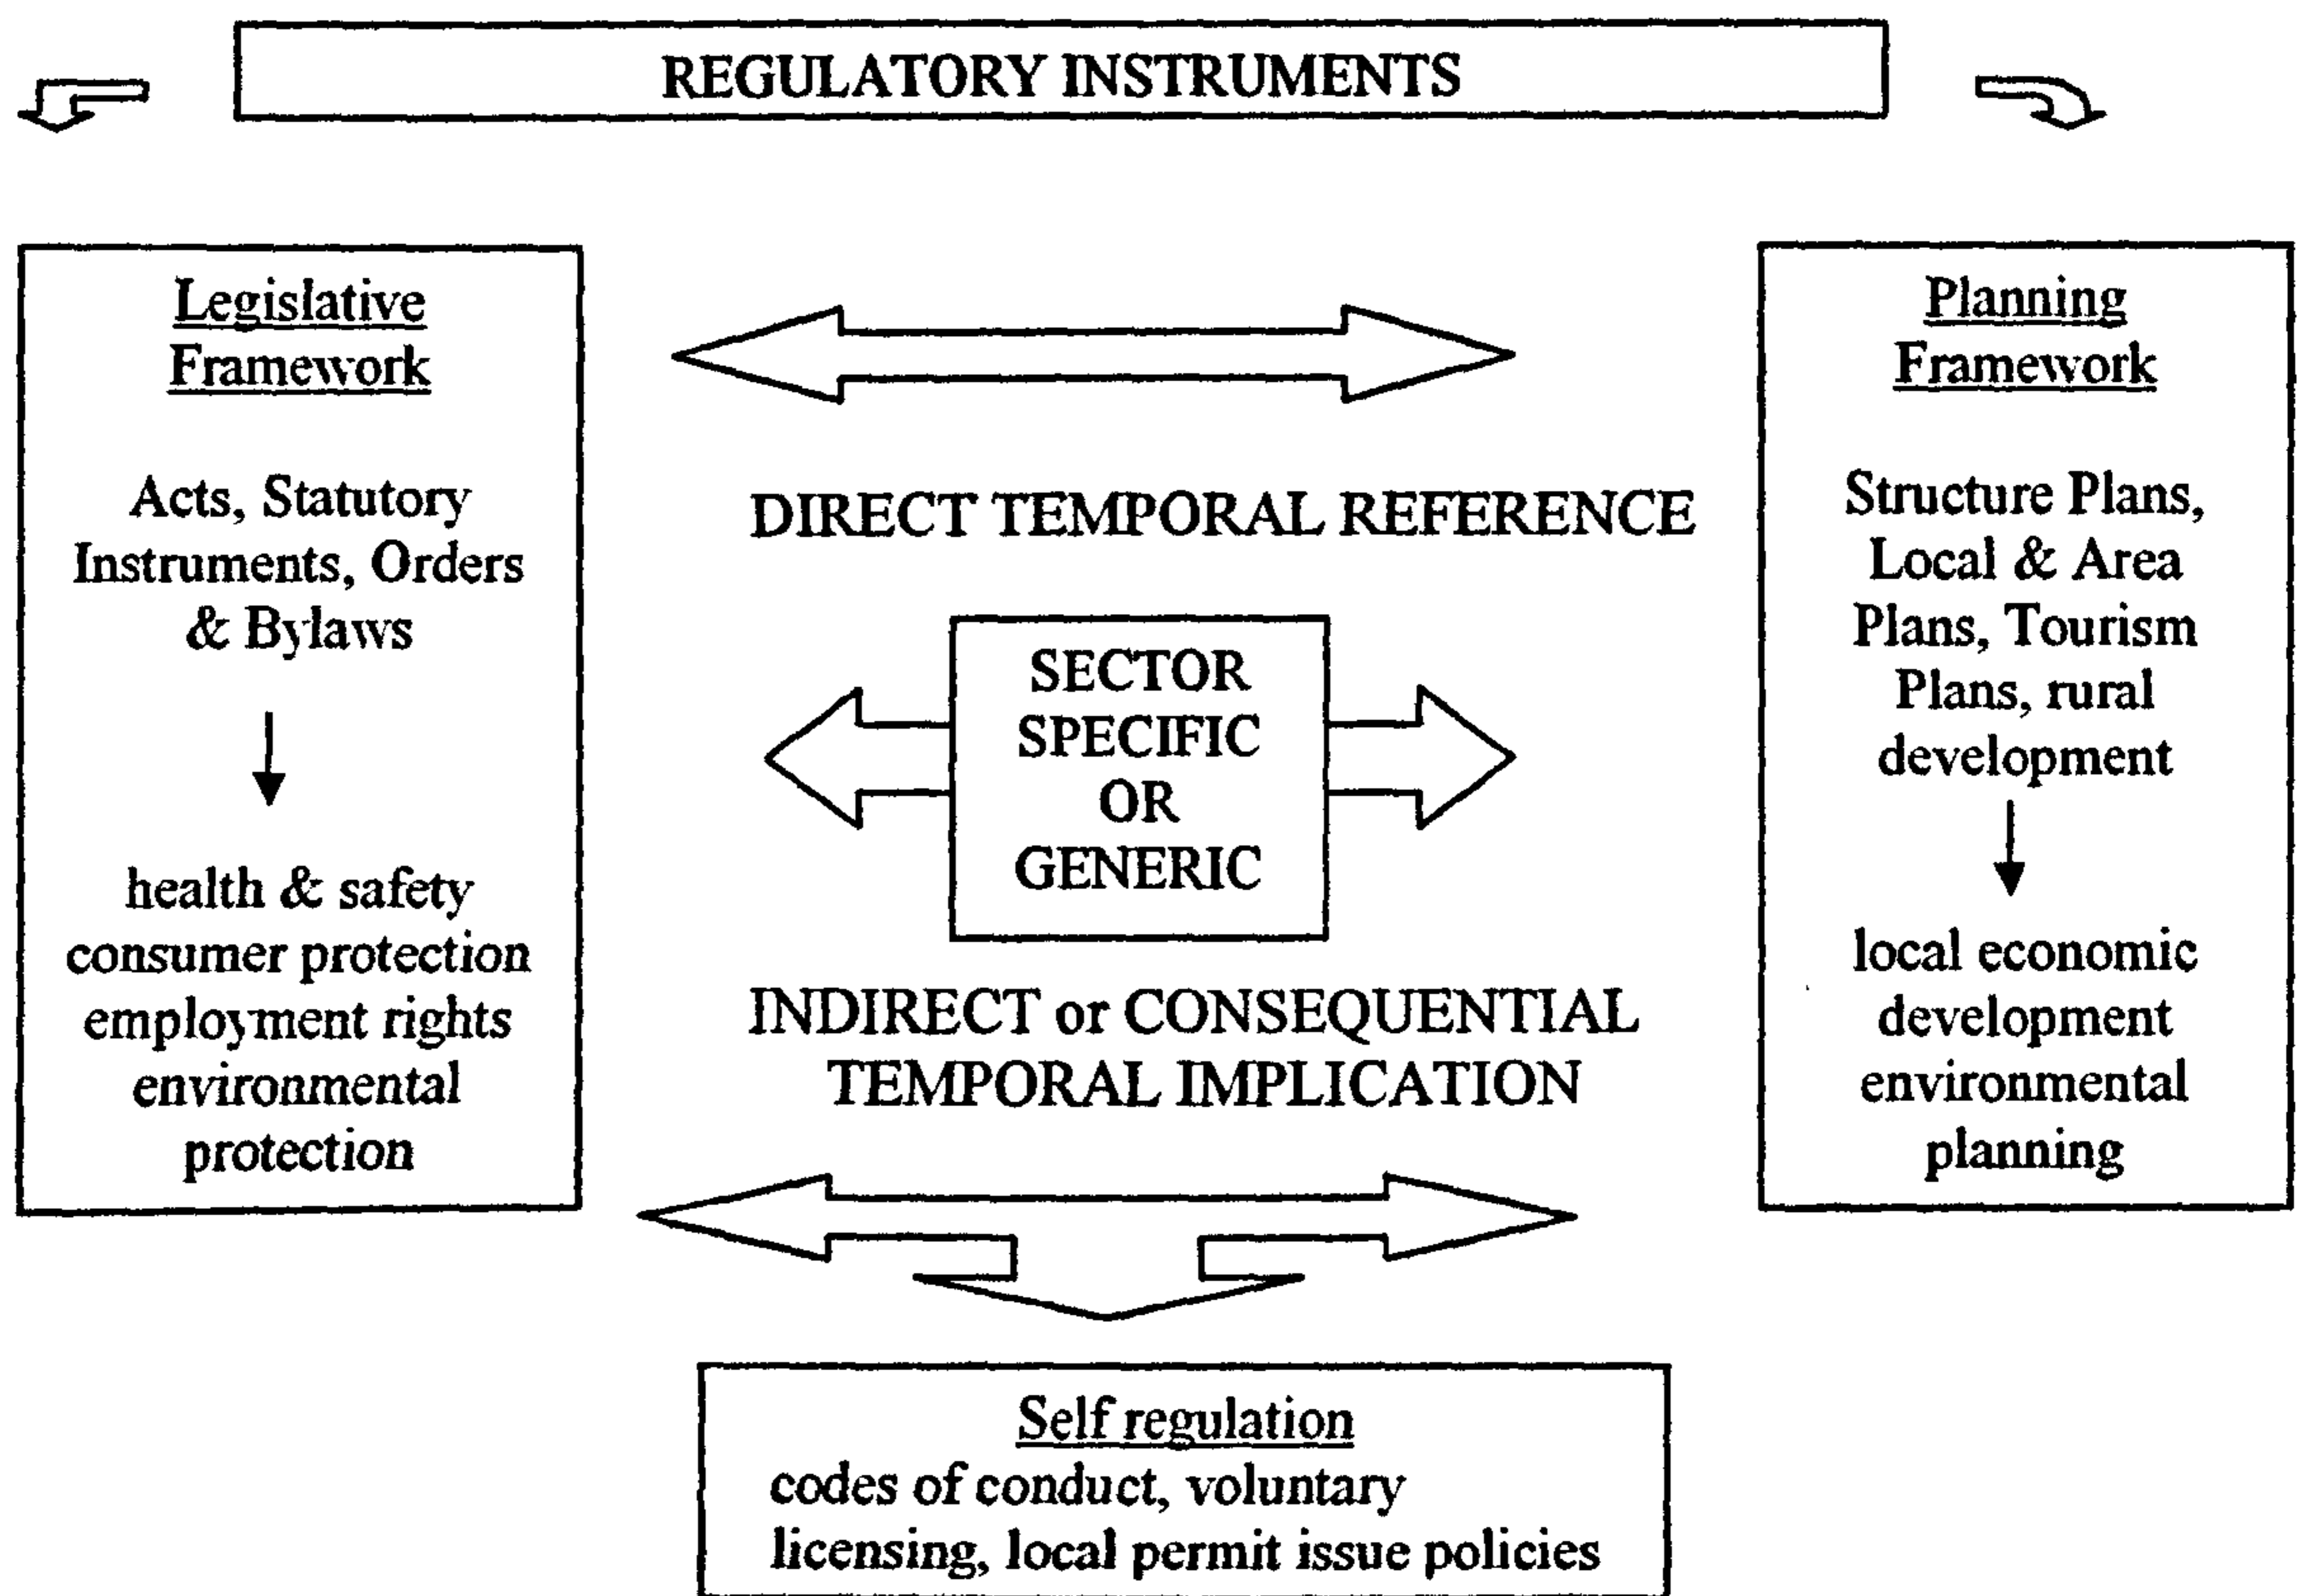 REGULATORY INSTRUMENTS
Legislative
Framework
Acts, Statutory
Instruments, Orders
& Bylaws
health & safety
consumer protection
employment rights
environmental
protection
DIRECT TEMPORAL REFERENCE
SECTOR
SPECIFIC
OR
GENERIC
INDIRECT or CONSEQUENTIAL
TEMPORAL IMPLICATION
Planning
Framework
Structure Plans,
Local & Area
Plans, Tourism
Plans, rural
development
local economic
development
environmental
planning
Self regulation
codes of conduct, voluntary
licensing, local permit issue policies